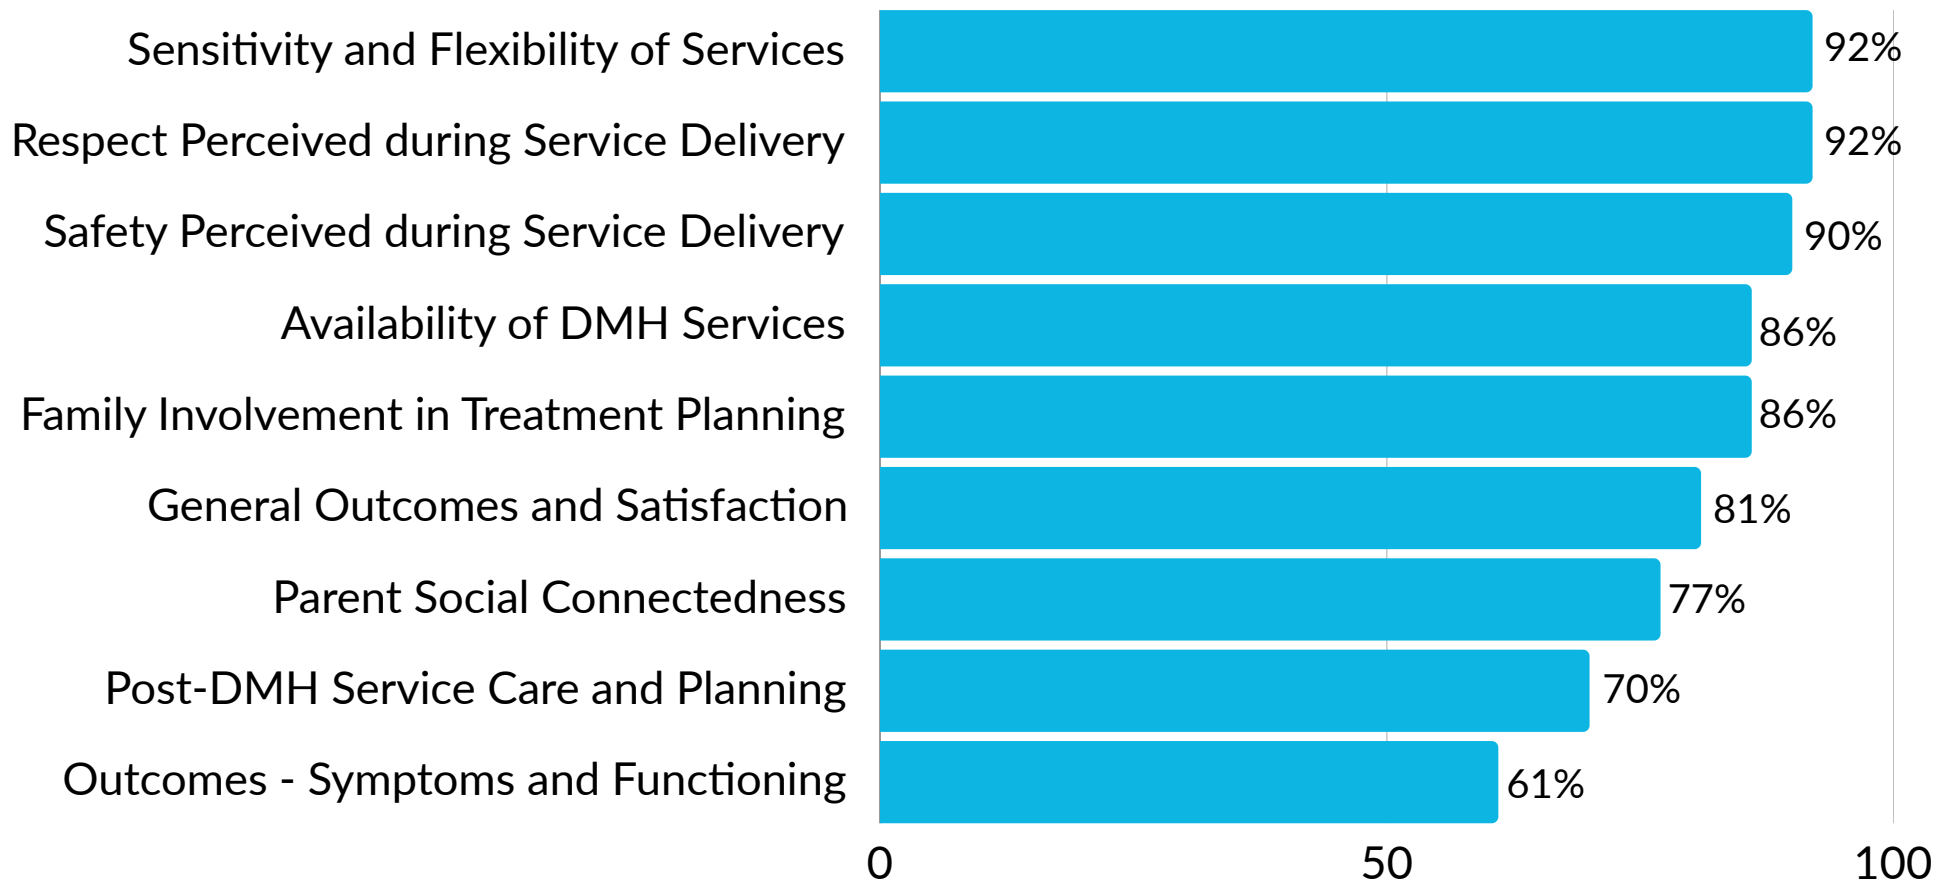 Sensitivity and Flexibility of Services 92%
Respect Perceived during Service Delivery 92%
Safety Perceived during Service Delivery 90%
Availability of DMH Services 86%
Family Involvement in Treatment Planning 86%
General Outcomes and Satisfaction 81%
Parent Social Connectedness 77%
Post-DMH Service Care and Planning 70%
Outcomes - Symptoms and Functioning 61%
0 50 100